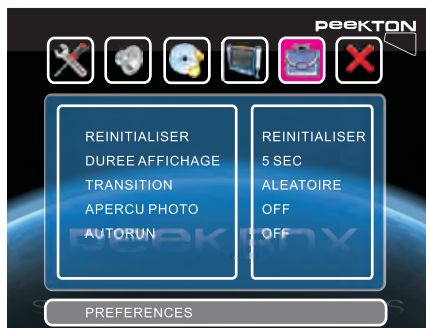 PEEKTON
REINITIALISER REINITIALISER
DUREE AFFICHAGE 5 SEC
TRANSITION ALEATOIRE
APERCU PHOTO OFF
AUTORUN OFF
PREFERENCES